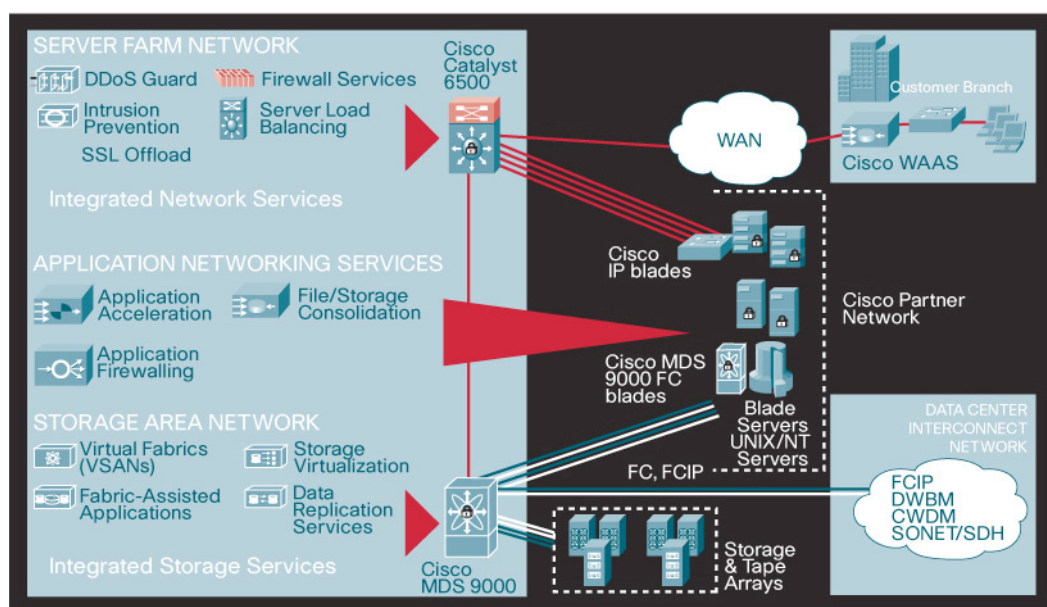 SERVER FARM NETWORK
DDoS Guard
Firewall Services
Intrusion
Prevention
Server Load
Balancing
SSL Offload
Integrated Network Services
Cisco
Catalyst
6500
WAN
Customer Branch
Cisco WAAS
Cisco
IP blades
APPLICATION NETWORKING SERVICES
Application
Acceleration
File/Storage
Consolidation
Application
Firewalling
Cisco Partner
Network
Cisco MDS
9000 FC
blades
Blade
Servers
UNIX/NT
Servers
STORAGE AREA NETWORK
Virtual Fabrics
(VSANs)
Storage
Virtualization
Fabric-Assisted
Applications
Data
Replication
Services
Integrated Storage Services
Cisco
MDS 9000
FC, FCIP
Storage
& Tape
Arrays
DATA CENTER
INTERCONNECT
NETWORK
FCIP
DWBM
CWDM
SONET/SDH